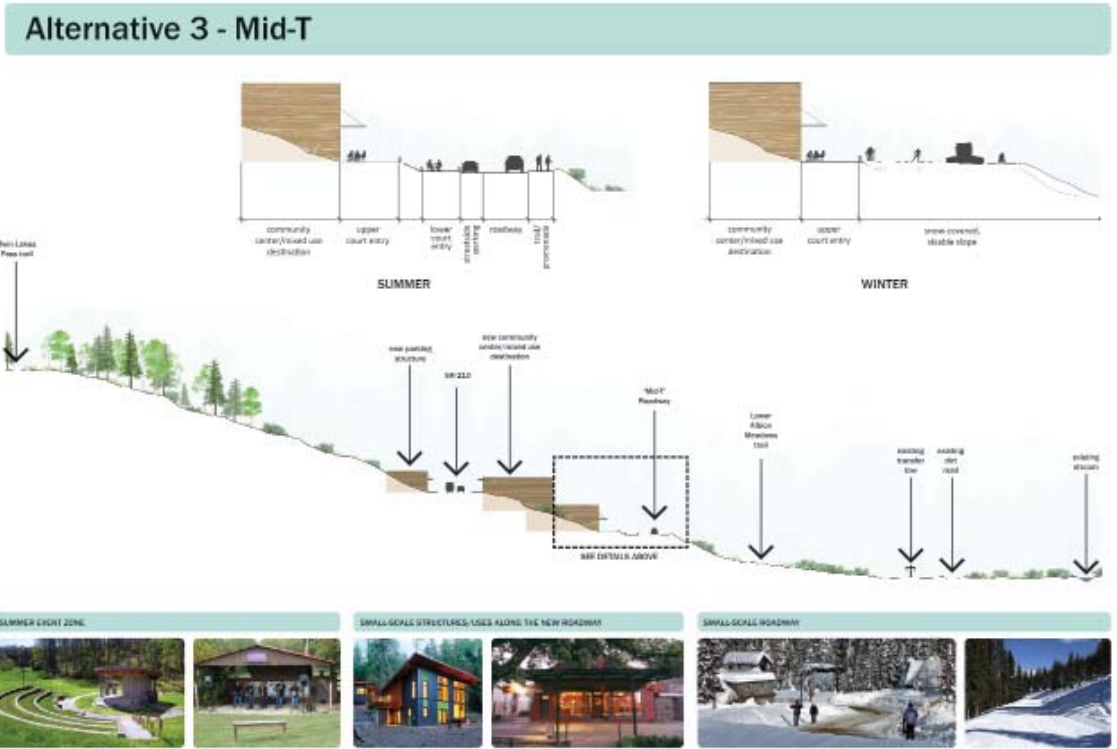 Alternative 3 - Mid-T
community
center/mixed use
destination
upper
court entry
lower
court
entry
streetside
parking
roadway
trail/
promenade
SUMMER
community
center/mixed use
destination
upper
court entry
snow-covered,
skiable slope
WINTER
Twin Lakes
Pass trail
new parking
structure
SR 210
new community
center/mixed use
destination
"Mid-T"
Roadway
Lower
Albion
Meadows
trail
existing
transfer
tow
existing
dirt
road
existing
stream
SEE DETAILS ABOVE
SUMMER EVENT ZONE
SMALL-SCALE STRUCTURES/USES ALONG THE NEW ROADWAY
SMALL-SCALE ROADWAY